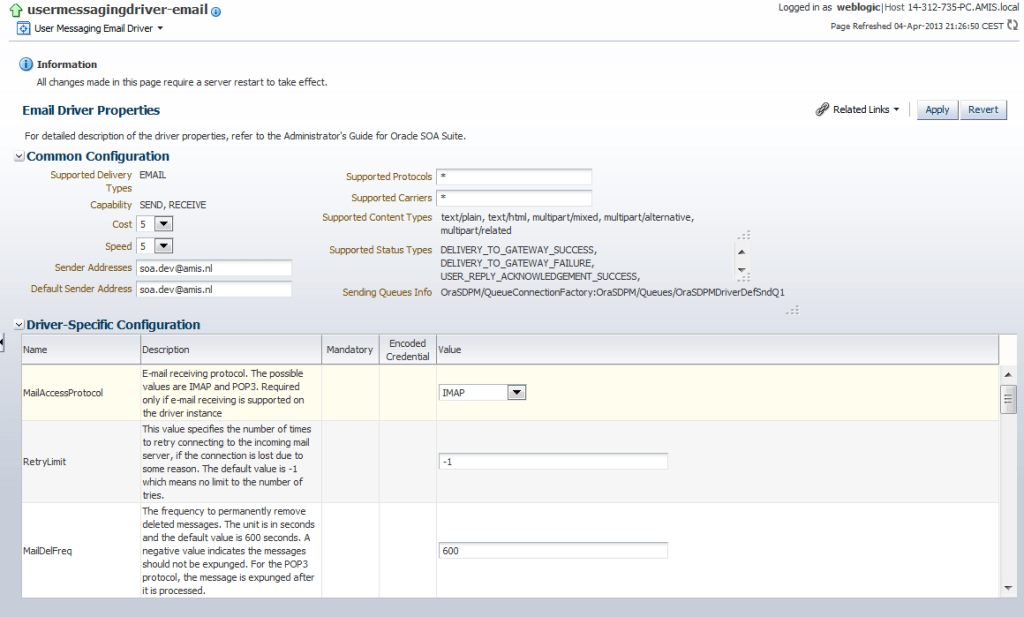 usermessagingdriver-email
Logged in as weblogic|Host 14-312-735-PC.AMIS.local
User Messaging Email Driver
Page Refreshed 04-Apr-2013 21:26:50 CEST
Information
All changes made in this page require a server restart to take effect.
Email Driver Properties
Related Links
Apply
Revert
For detailed description of the driver properties, refer to the Administrator's Guide for Oracle SOA Suite.
Common Configuration
Supported Delivery
Types
EMAIL
Capability SEND, RECEIVE
Cost 5
Speed 5
Sender Addresses soa.dev@amis.nl
Default Sender Address soa.dev@amis.nl
Supported Protocols *
Supported Carriers *
Supported Content Types text/plain, text/html, multipart/mixed, multipart/alternative,
multipart/related
Supported Status Types DELIVERY_TO_GATEWAY_SUCCESS,
DELIVERY_TO_GATEWAY_FAILURE,
USER_REPLY_ACKNOWLEDGEMENT_SUCCESS,
Sending Queues Info OraSDPM/QueueConnectionFactory:OraSDPM/Queues/OraSDPMDriverDefSndQ1
Driver-Specific Configuration
Name
Description
Mandatory
Encoded
Credential
Value
MailAccessProtocol
E-mail receiving protocol. The possible
values are IMAP and POP3. Required
only if e-mail receiving is supported on
the driver instance
IMAP
RetryLimit
This value specifies the number of times
to retry connecting to the incoming mail
server, if the connection is lost due to
some reason. The default value is -1
which means no limit to the number of
tries.
-1
MailDelFreq
The frequency to permanently remove
deleted messages. The unit is in seconds
and the default value is 600 seconds. A
negative value indicates the messages
should not be expunged. For the POP3
protocol, the message is expunged after
it is processed.
600